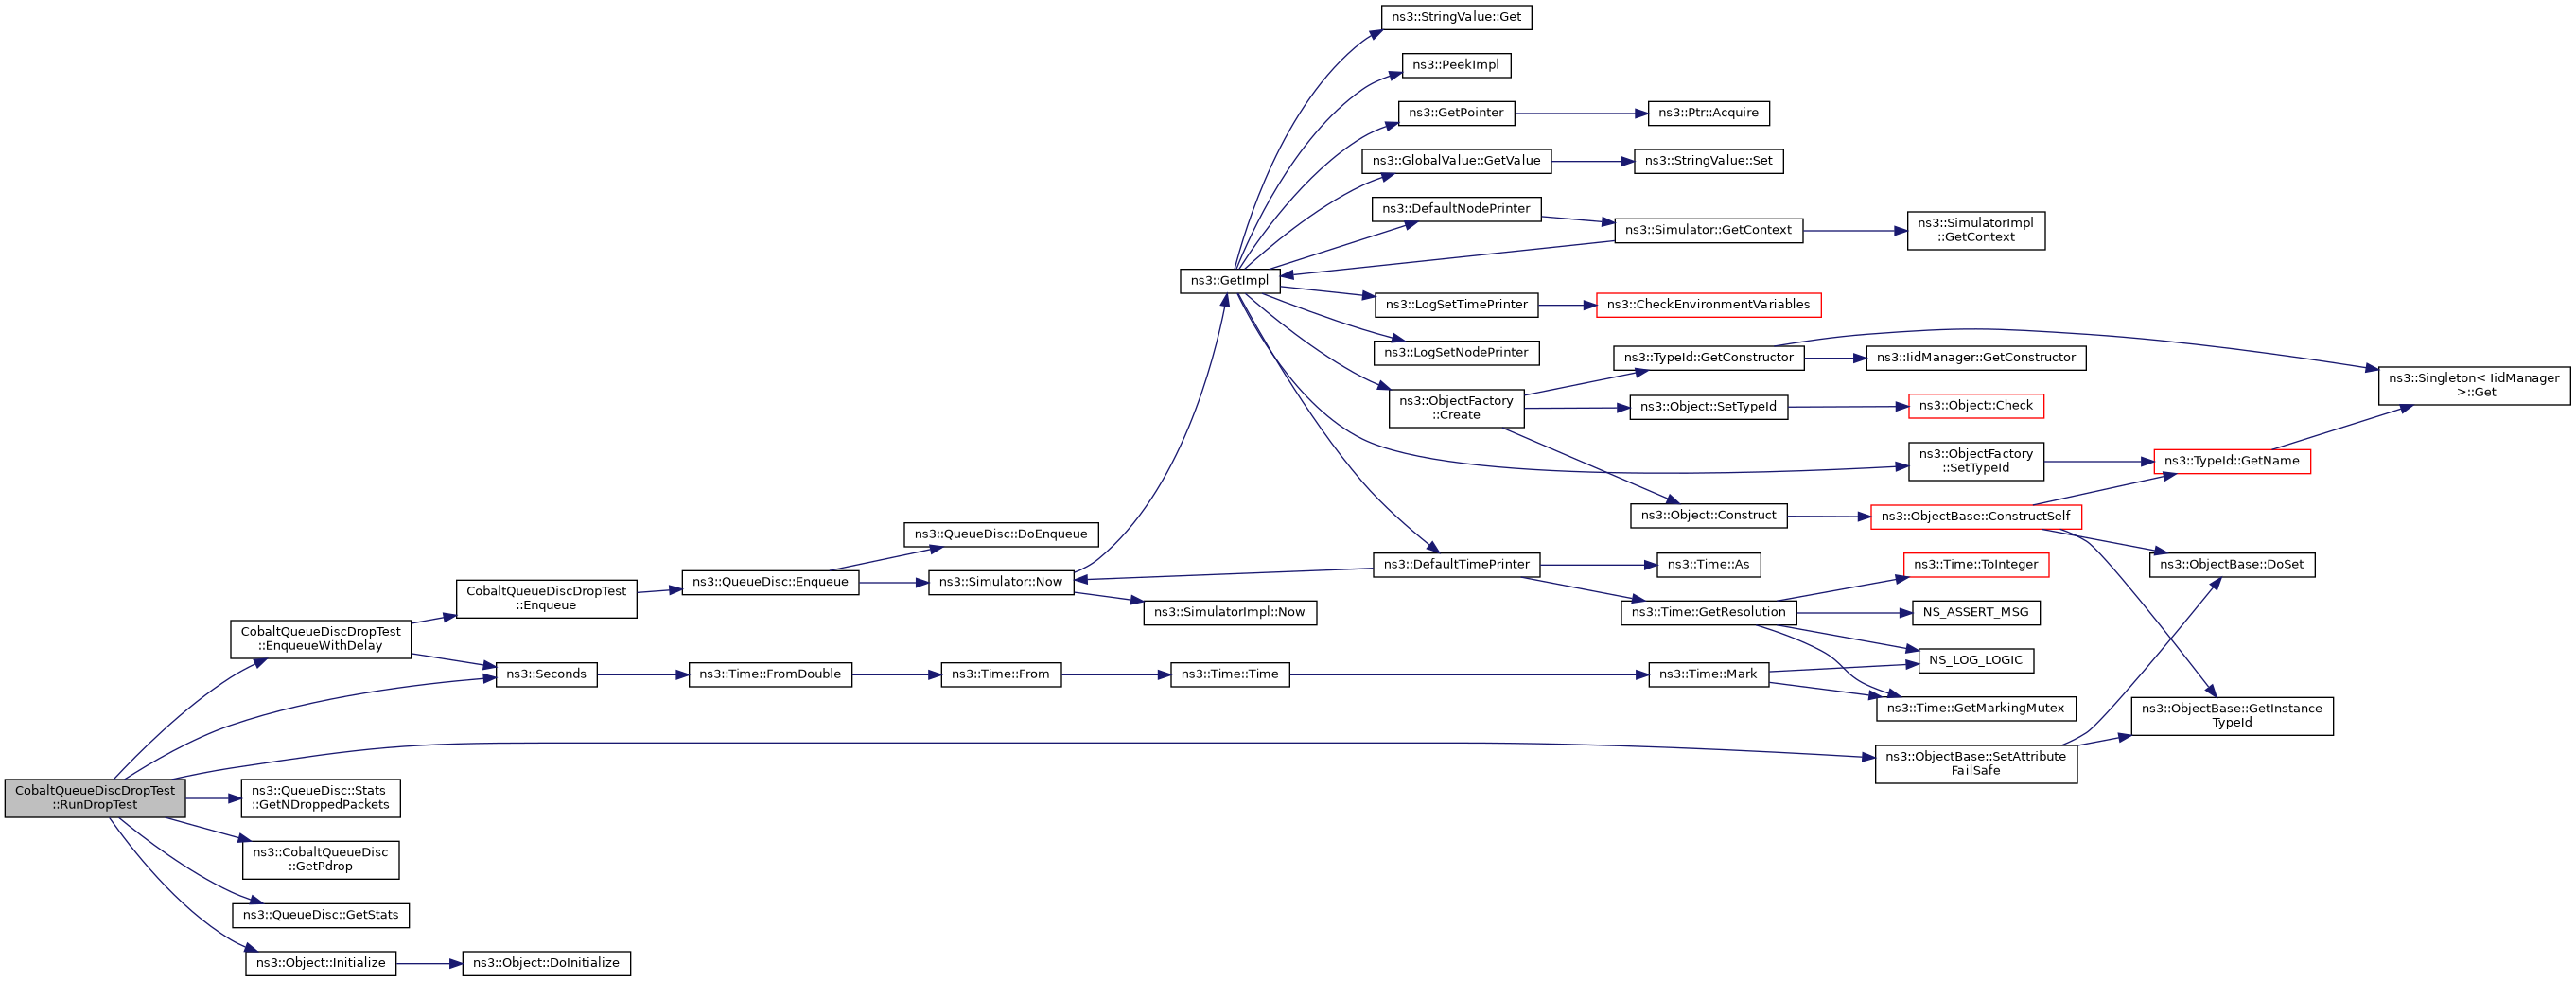 ns3::StringValue::Get
ns3::PeekImpl
ns3::GetPointer
ns3::Ptr::Acquire
ns3::GlobalValue::GetValue
ns3::StringValue::Set
ns3::DefaultNodePrinter
ns3::Simulator::GetContext
ns3::SimulatorImpl
::GetContext
ns3::GetImpl
ns3::LogSetTimePrinter
ns3::CheckEnvironmentVariables
ns3::LogSetNodePrinter
ns3::TypeId::GetConstructor
ns3::IidManager::GetConstructor
ns3::Singleton< IidManager
>::Get
ns3::ObjectFactory
::Create
ns3::Object::SetTypeId
ns3::Object::Check
ns3::ObjectFactory
::SetTypeId
ns3::TypeId::GetName
ns3::Object::Construct
ns3::ObjectBase::ConstructSelf
ns3::QueueDisc::DoEnqueue
ns3::DefaultTimePrinter
ns3::Time::As
ns3::Time::ToInteger
ns3::ObjectBase::DoSet
CobaltQueueDiscDropTest
::Enqueue
ns3::QueueDisc::Enqueue
ns3::Simulator::Now
ns3::SimulatorImpl::Now
ns3::Time::GetResolution
NS_ASSERT_MSG
CobaltQueueDiscDropTest
::EnqueueWithDelay
NS_LOG_LOGIC
ns3::Seconds
ns3::Time::FromDouble
ns3::Time::From
ns3::Time::Time
ns3::Time::Mark
ns3::Time::GetMarkingMutex
ns3::ObjectBase::GetInstance
TypeId
ns3::ObjectBase::SetAttribute
FailSafe
CobaltQueueDiscDropTest
::RunDropTest
ns3::QueueDisc::Stats
::GetNDroppedPackets
ns3::CobaltQueueDisc
::GetPdrop
ns3::QueueDisc::GetStats
ns3::Object::Initialize
ns3::Object::DoInitialize